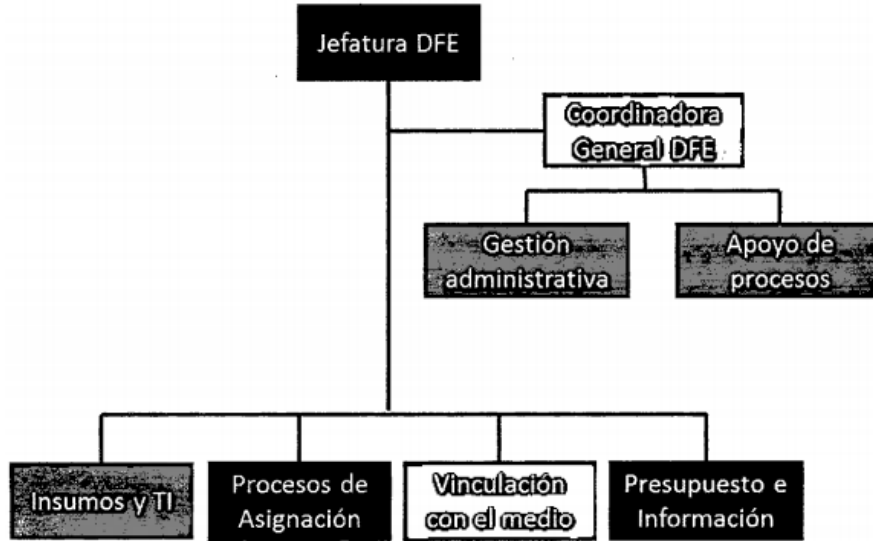 Jefatura DFE
Coordinadora
General DFE
Gestión
administrativa
Apoyo de
procesos
Insumos y TI
Procesos de
Asignación
Vinculación
con el medio
Presupuesto e
Información